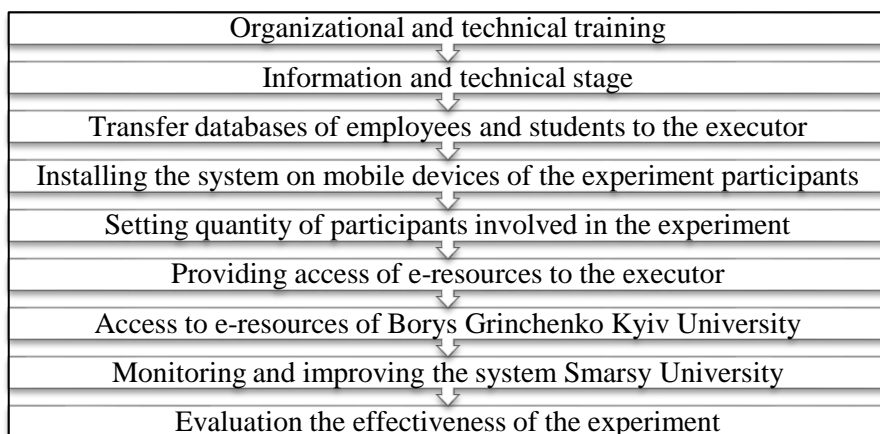 Organizational and technical training
Information and technical stage
Transfer databases of employees and students to the executor
Installing the system on mobile devices of the experiment participants
Setting quantity of participants involved in the experiment
Providing access of e-resources to the executor
Access to e-resources of Borys Grinchenko Kyiv University
Monitoring and improving the system Smarsy University
Evaluation the effectiveness of the experiment